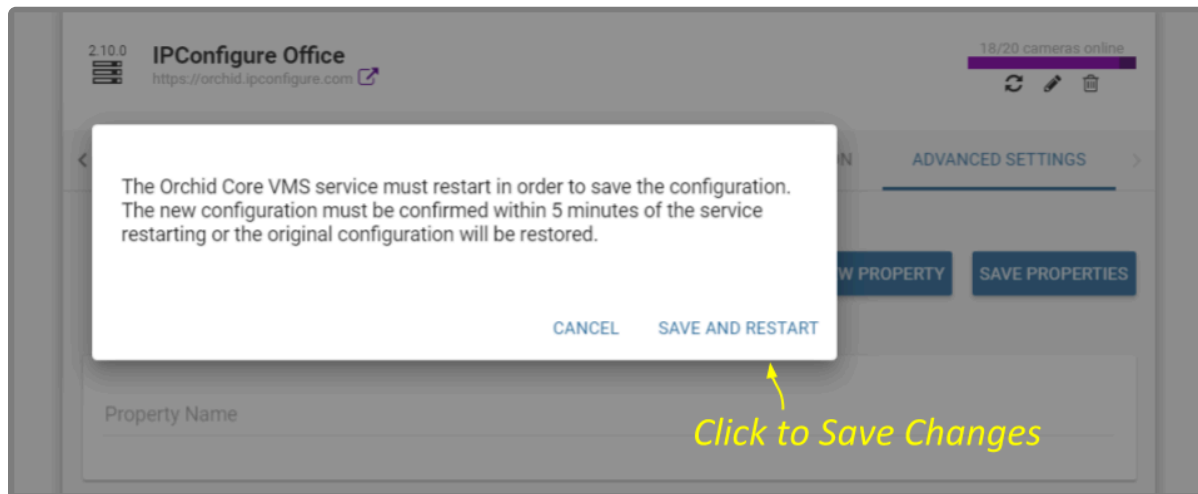 2.10.0
IPConfigure Office
18/20 cameras online
https://orchid.ipconfigure.com
N
ADVANCED SETTINGS
The Orchid Core VMS service must restart in order to save the configuration.
The new configuration must be confirmed within 5 minutes of the service
restarting or the original configuration will be restored.
W PROPERTY
SAVE PROPERTIES
CANCEL
SAVE AND RESTART
Property Name
Click to Save Changes